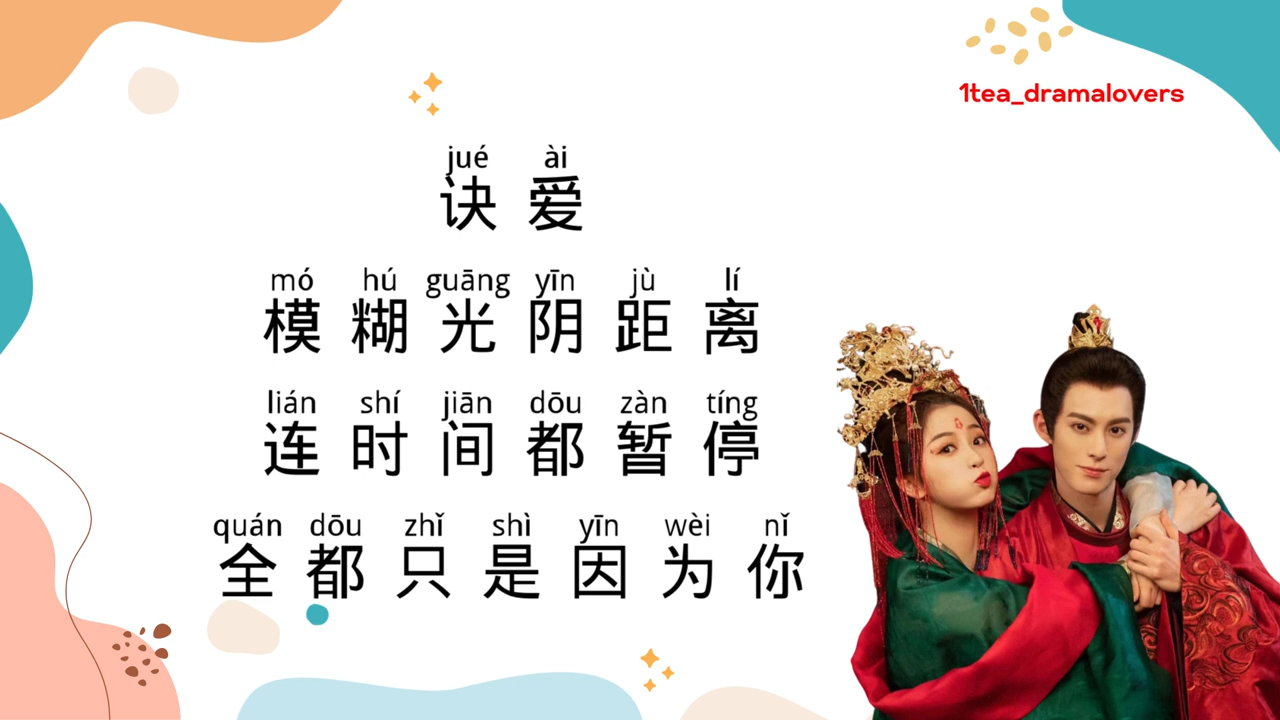 1tea_dramalovers
jué ài
诀 爱
mó hú guāng yīn jù lí
模 糊 光 阴 距 离
lián shí jiān dōu zàn tíng
连 时 间 都 暂 停
quán dōu zhǐ shì yīn wèi nǐ
全 都 只 是 因 为 你